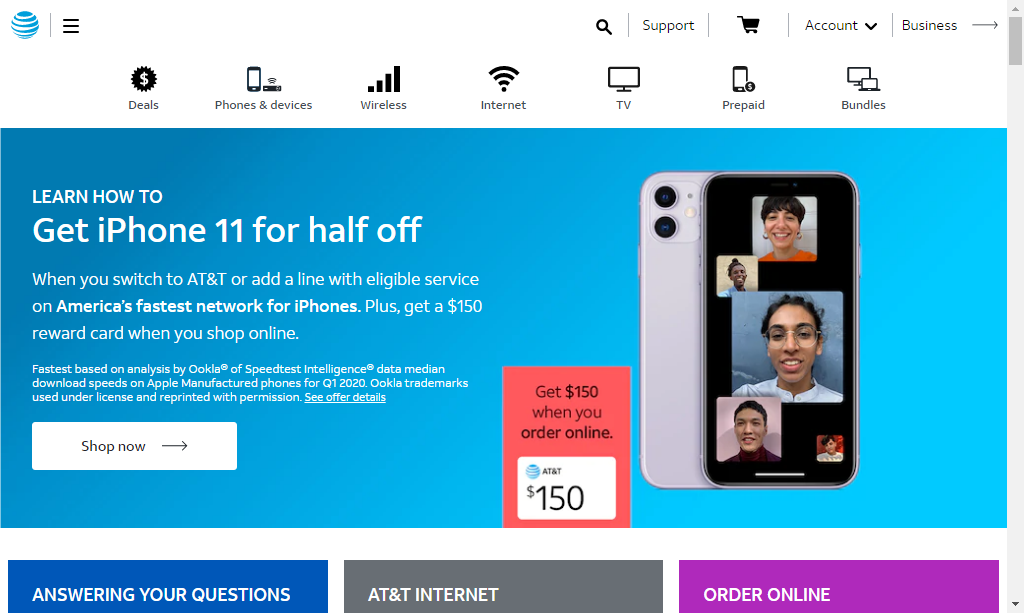 Support
Account
Business
Deals
Phones & devices
Wireless
Internet
TV
Prepaid
Bundles
LEARN HOW TO
Get iPhone 11 for half off
When you switch to AT&T or add a line with eligible service
on America's fastest network for iPhones. Plus, get a $150
reward card when you shop online.
Fastest based on analysis by Ookla® of Speedtest Intelligence® data median
download speeds on Apple Manufactured phones for Q1 2020. Ookla trademarks
used under license and reprinted with permission. See offer details
Shop now
Get $150
when you
order online.
AT&T
$150
ANSWERING YOUR QUESTIONS
AT&T INTERNET
ORDER ONLINE